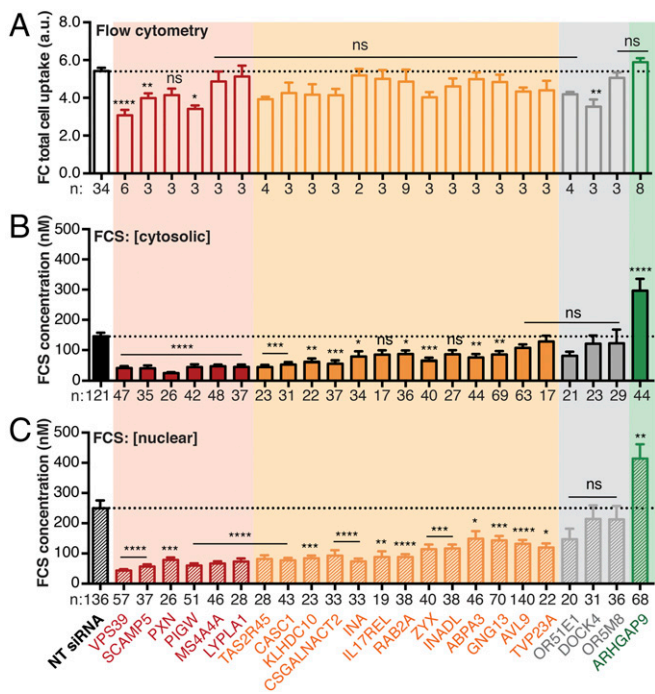 A
Flow cytometry
FC total cell uptake (a.u.)
8.0
6.0
4.0
2.0
0.0
**** ** ns * ns ** ns
n: 34 6 3 3 3 3 3 4 3 3 3 2 3 9 3 3 3 3 3 3 4 3 3 8
B
FCS: [cytosolic]
FCS concentration (nM)
500
400
300
200
100
0
**** *** ** *** * ns * *** ns ** ** ns ****
n: 121 47 35 26 42 48 37 23 31 22 37 34 17 38 40 27 44 69 63 17 21 23 29 44
C
FCS: [nuclear]
FCS concentration (nM)
500
400
300
200
100
0
**** *** **** *** **** ** **** *** * *** **** * ns **
n: 136 57 37 26 51 46 28 28 43 23 33 33 19 38 40 38 46 70 140 22 20 31 36 68
NT siRNA
VPS39
SCAMP5
PXN
PIGW
MS4A4A
LYPLA1
TAS2R45
CASC1
KLHDC10
CSGALNACT2
INA
IL17REL
RAB2A
ZYX
INADL
ABPA3
GNG13
AVL9
TVP23A
OR51E1
DOCK4
OR5M8
ARHGAP9